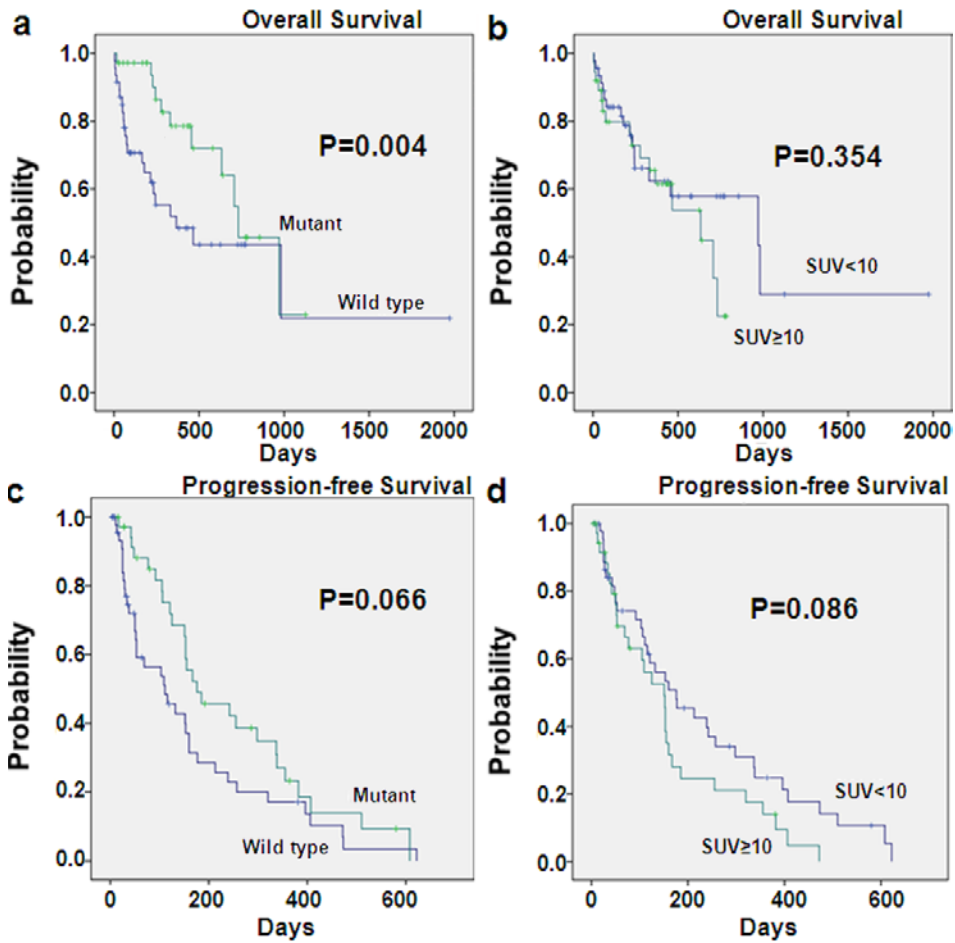 a
Overall Survival
Probability
1.0
0.8
0.6
0.4
0.2
0.0
P=0.004
Mutant
Wild type
0 500 1000 1500 2000
Days
b
Overall Survival
Probability
1.0
0.8
0.6
0.4
0.2
0.0
P=0.354
SUV<10
SUV≥10
0 500 1000 1500 2000
Days
c
Progression-free Survival
Probability
1.0
0.8
0.6
0.4
0.2
0.0
P=0.066
Mutant
Wild type
0 200 400 600
Days
d
Progression-free Survival
Probability
1.0
0.8
0.6
0.4
0.2
0.0
P=0.086
SUV<10
SUV≥10
0 200 400 600
Days